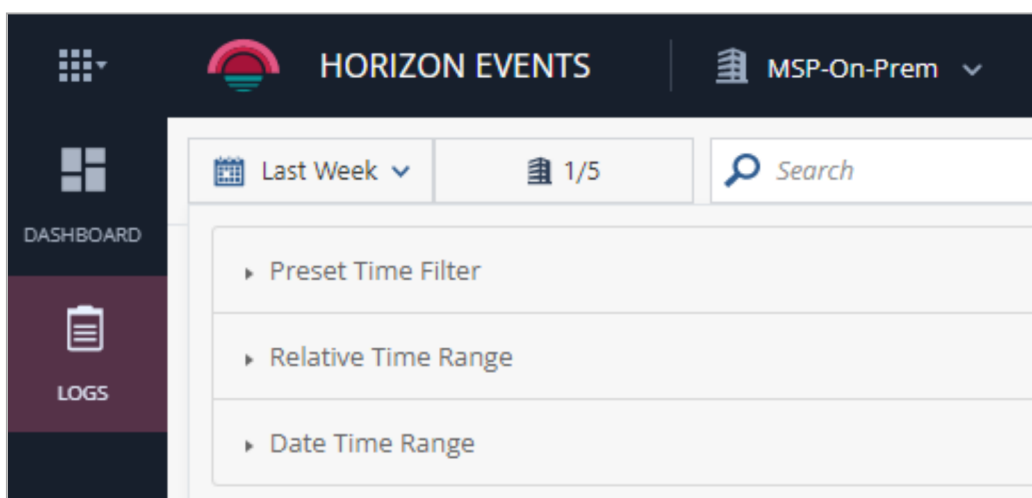 HORIZON EVENTS
MSP-On-Prem
Last Week
1/5
Search
DASHBOARD
Preset Time Filter
Relative Time Range
LOGS
Date Time Range